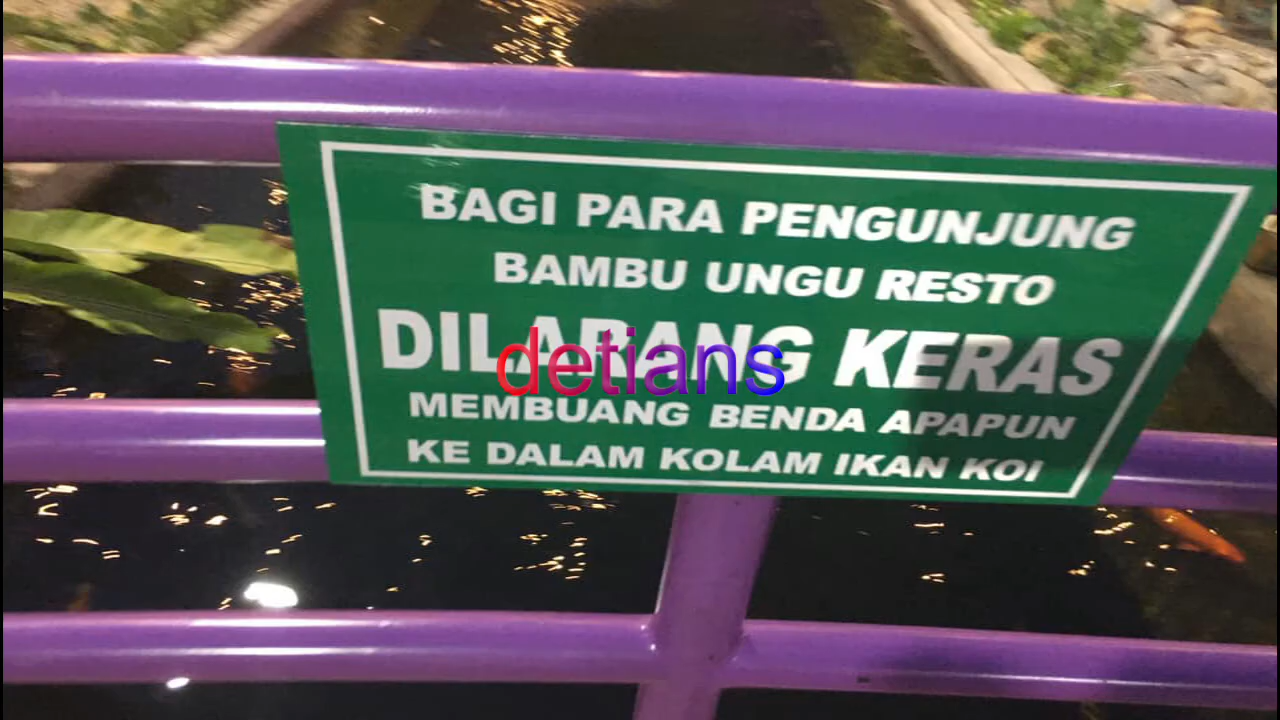 BAGI PARA PENGUNJUNG
BAMBU UNGU RESTO
DILARANG KERAS
detians
MEMBUANG BENDA APAPUN
KE DALAM KOLAM IKAN KOI